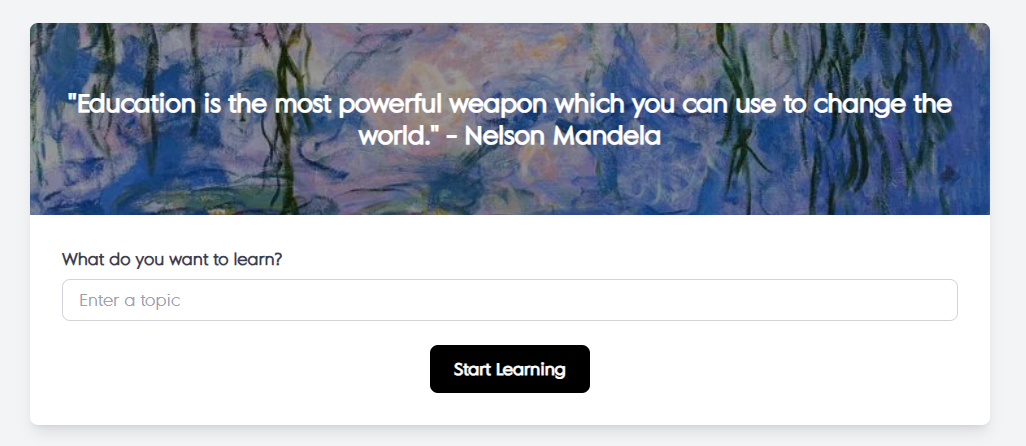 "Education is the most powerful weapon which you can use to change the
world." - Nelson Mandela
What do you want to learn?
Enter a topic
Start Learning